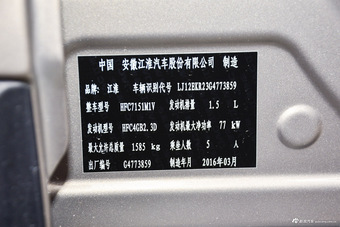 中国 安徽江淮汽车股份有限公司 制造
品牌: 江淮 车辆识别代号 LJ12EKR23G4773859
整车型号 HFC7151M1V 发动机排量 1.5 L
发动机型号 HFC4GB2.3D 发动机最大净功率 77 kW
最大允许总质量 1585 kg 乘坐人数 5 人
出厂编号 G4773859 制造年月 2016年03月